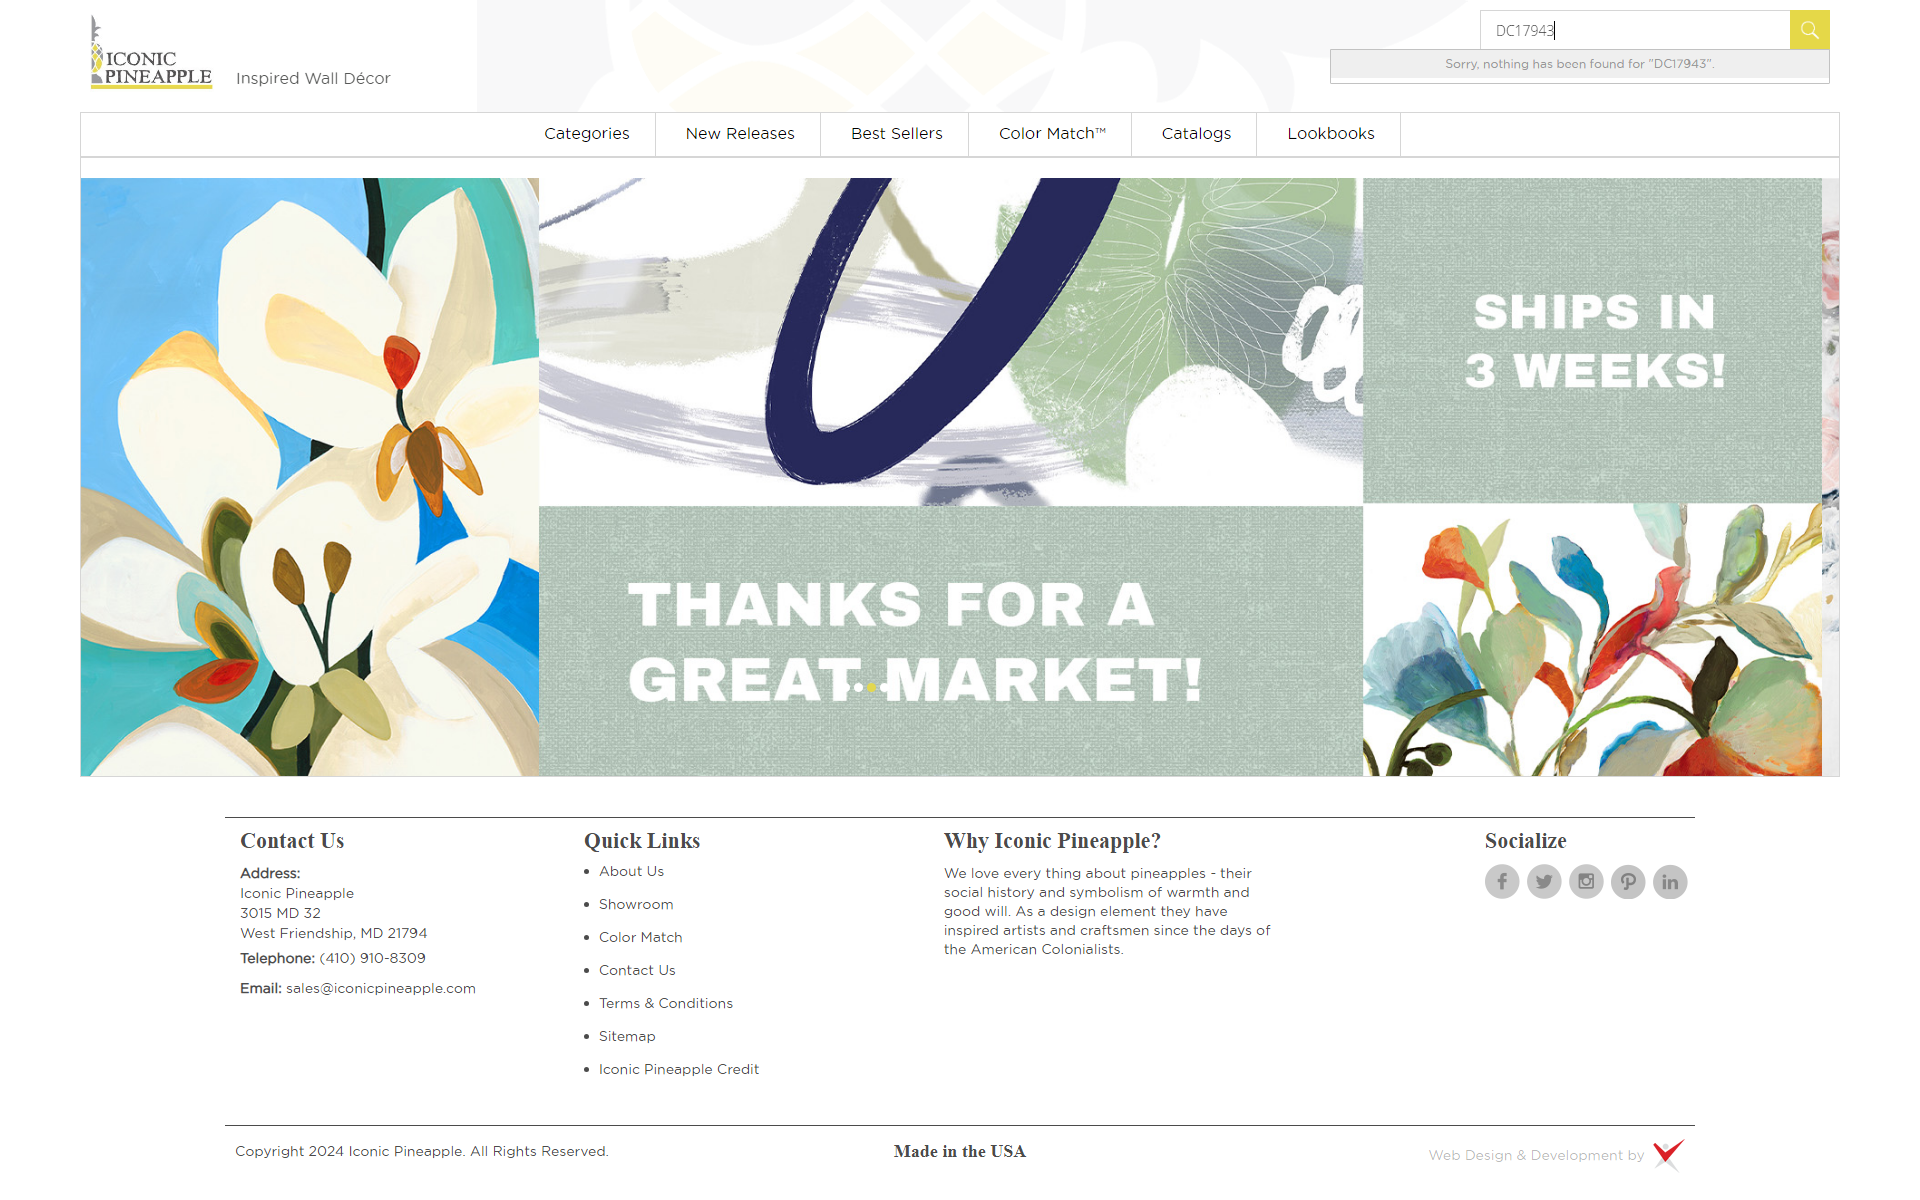 ICONIC
PINEAPPLE
Inspired Wall Décor
DC17943
Sorry, nothing has been found for "DC17943".
Categories
New Releases
Best Sellers
Color Match™
Catalogs
Lookbooks
SHIPS IN
3 WEEKS!
THANKS FOR A
GREAT MARKET!
Contact Us
Address:
Iconic Pineapple
3015 MD 32
West Friendship, MD 21794
Telephone: (410) 910-8309
Email: sales@iconicpineapple.com
Quick Links
About Us
Showroom
Color Match
Contact Us
Terms & Conditions
Sitemap
Iconic Pineapple Credit
Why Iconic Pineapple?
We love every thing about pineapples - their
social history and symbolism of warmth and
good will. As a design element they have
inspired artists and craftsmen since the days of
the American Colonialists.
Socialize
Copyright 2024 Iconic Pineapple. All Rights Reserved.
Made in the USA
Web Design & Development by